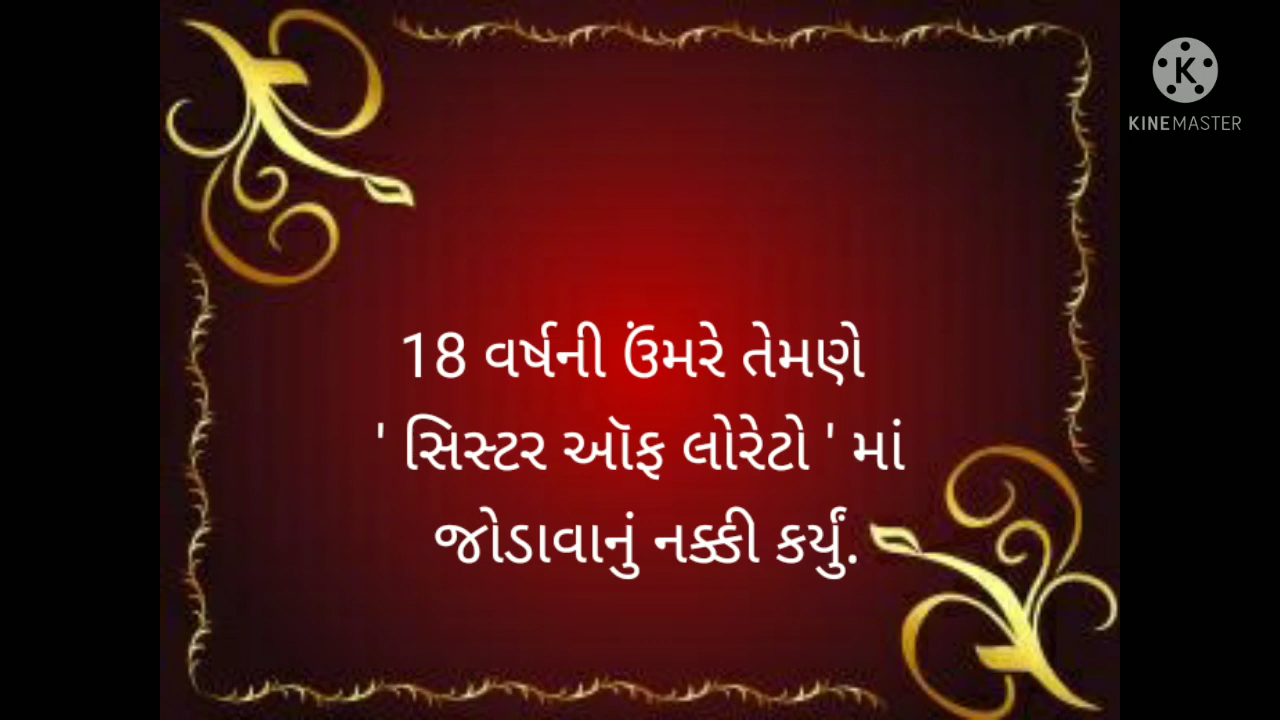 K
KINEMASTER
18 વર્ષની ઉંમરે તેમણે
' સિસ્ટર ઑફ લોરેટો ' માં
જોડાવાનું નક્કી કર્યું.